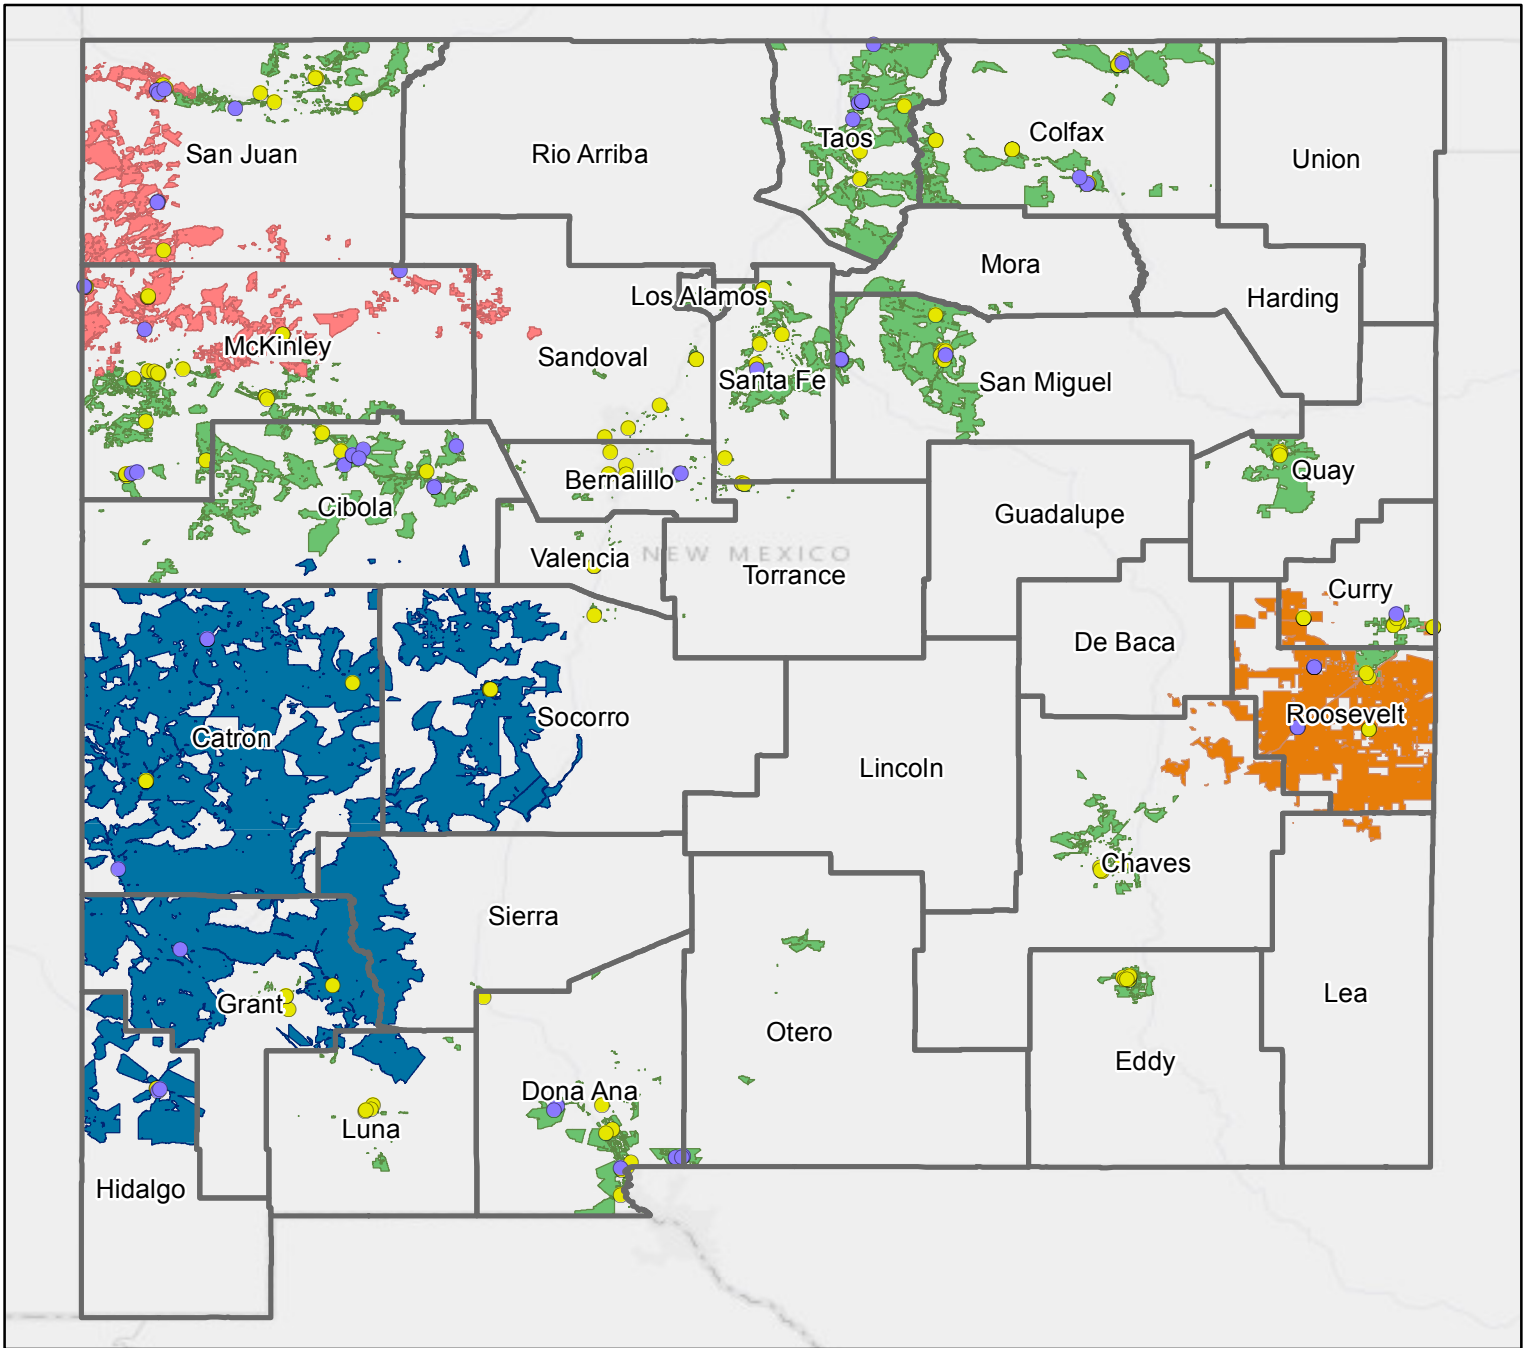 Taos
Colfax
San Juan
Rio Arriba
Union
Mora
Los Alamos
Harding
McKinley
Sandoval
Santa Fe
San Miguel
Bernalillo
Quay
Cibola
Guadalupe
Valencia
NEW MEXICO
Torrance
Curry
De Baca
Catron
Socorro
Roosevelt
Lincoln
Chaves
Sierra
Grant
Lea
Otero
Eddy
Dona Ana
Luna
Hidalgo